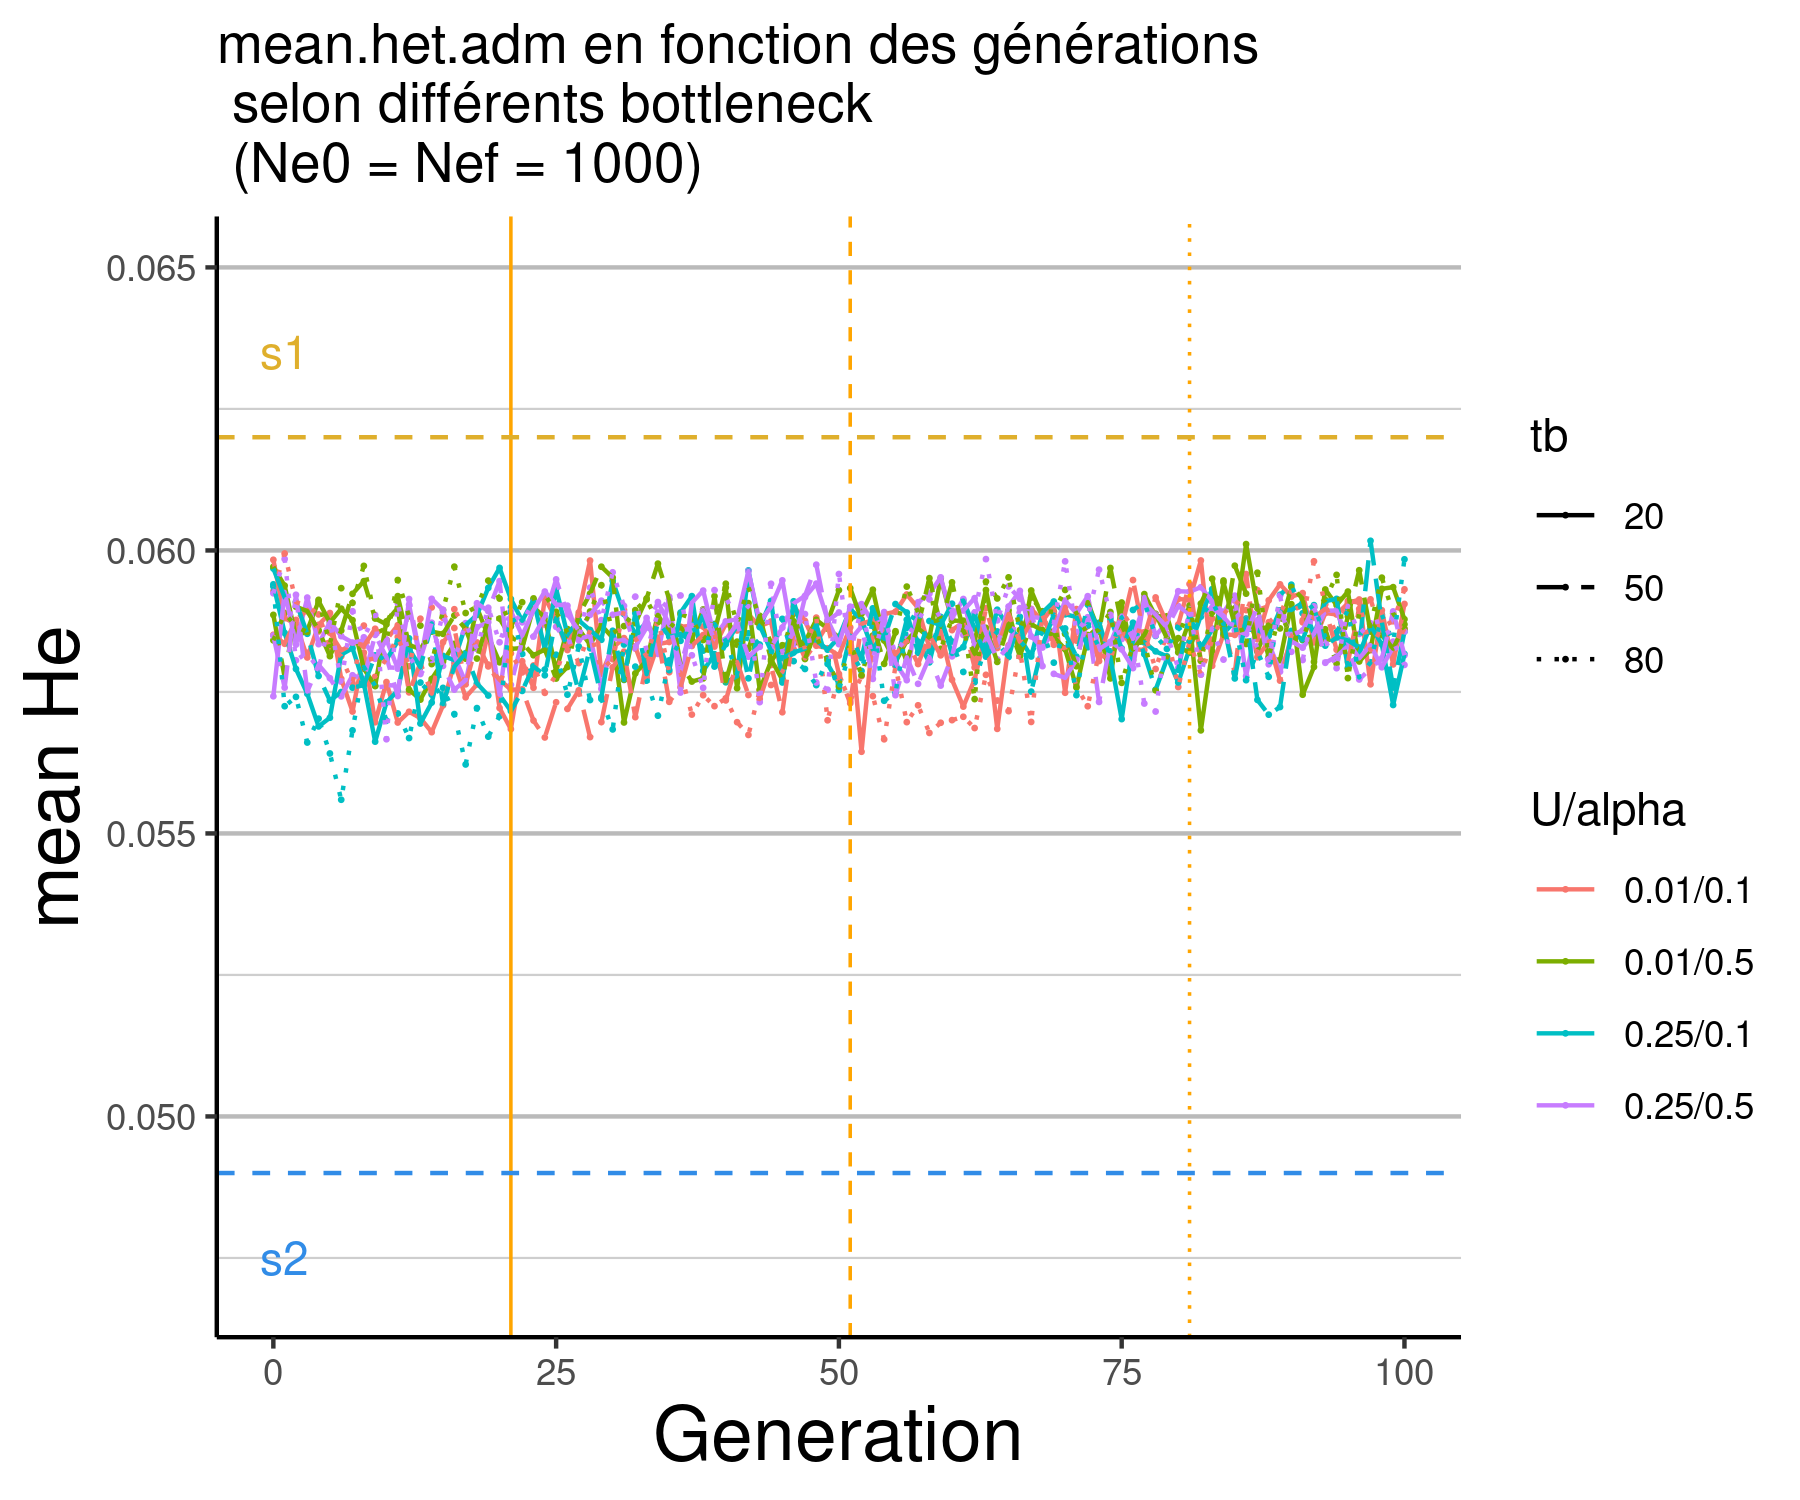 mean.het.adm en fonction des générations
selon différents bottleneck
(Ne0 = Nef = 1000)
mean He
0.065
0.060
0.055
0.050
s1
s2
0
25
50
75
100
Generation
tb
20
50
80
U/alpha
0.01/0.1
0.01/0.5
0.25/0.1
0.25/0.5